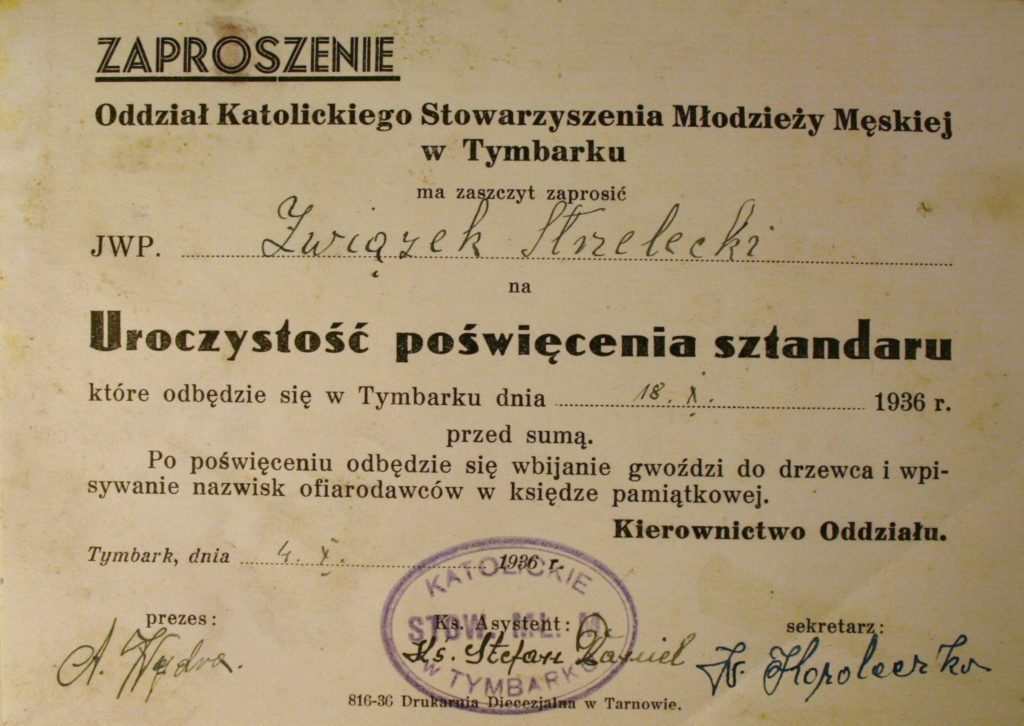 ZAPROSZENIE
Oddział Katolickiego Stowarzyszenia Młodzieży Męskiej
w Tymbarku
ma zaszczyt zaprosić
JWP. Związek Strzelecki
na
Uroczystość poświęcenia sztandaru
które odbędzie się w Tymbarku dnia 18. X. 1936 r.
przed sumą.
Po poświęceniu odbędzie się wbijanie gwoździ do drzewca i wpi-
sywanie nazwisk ofiarodawców w księdze pamiątkowej.
Kierownictwo Oddziału.
Tymbark, dnia 4. X. 1936 r.
KATOLICKIE
STOW. MŁ. M.
W TYMBARKU
prezes: Ks. Asystent: sekretarz:
A. Ks. Stefan Daniel
816-36 Drukarnia Diecezjalna w Tarnowie.